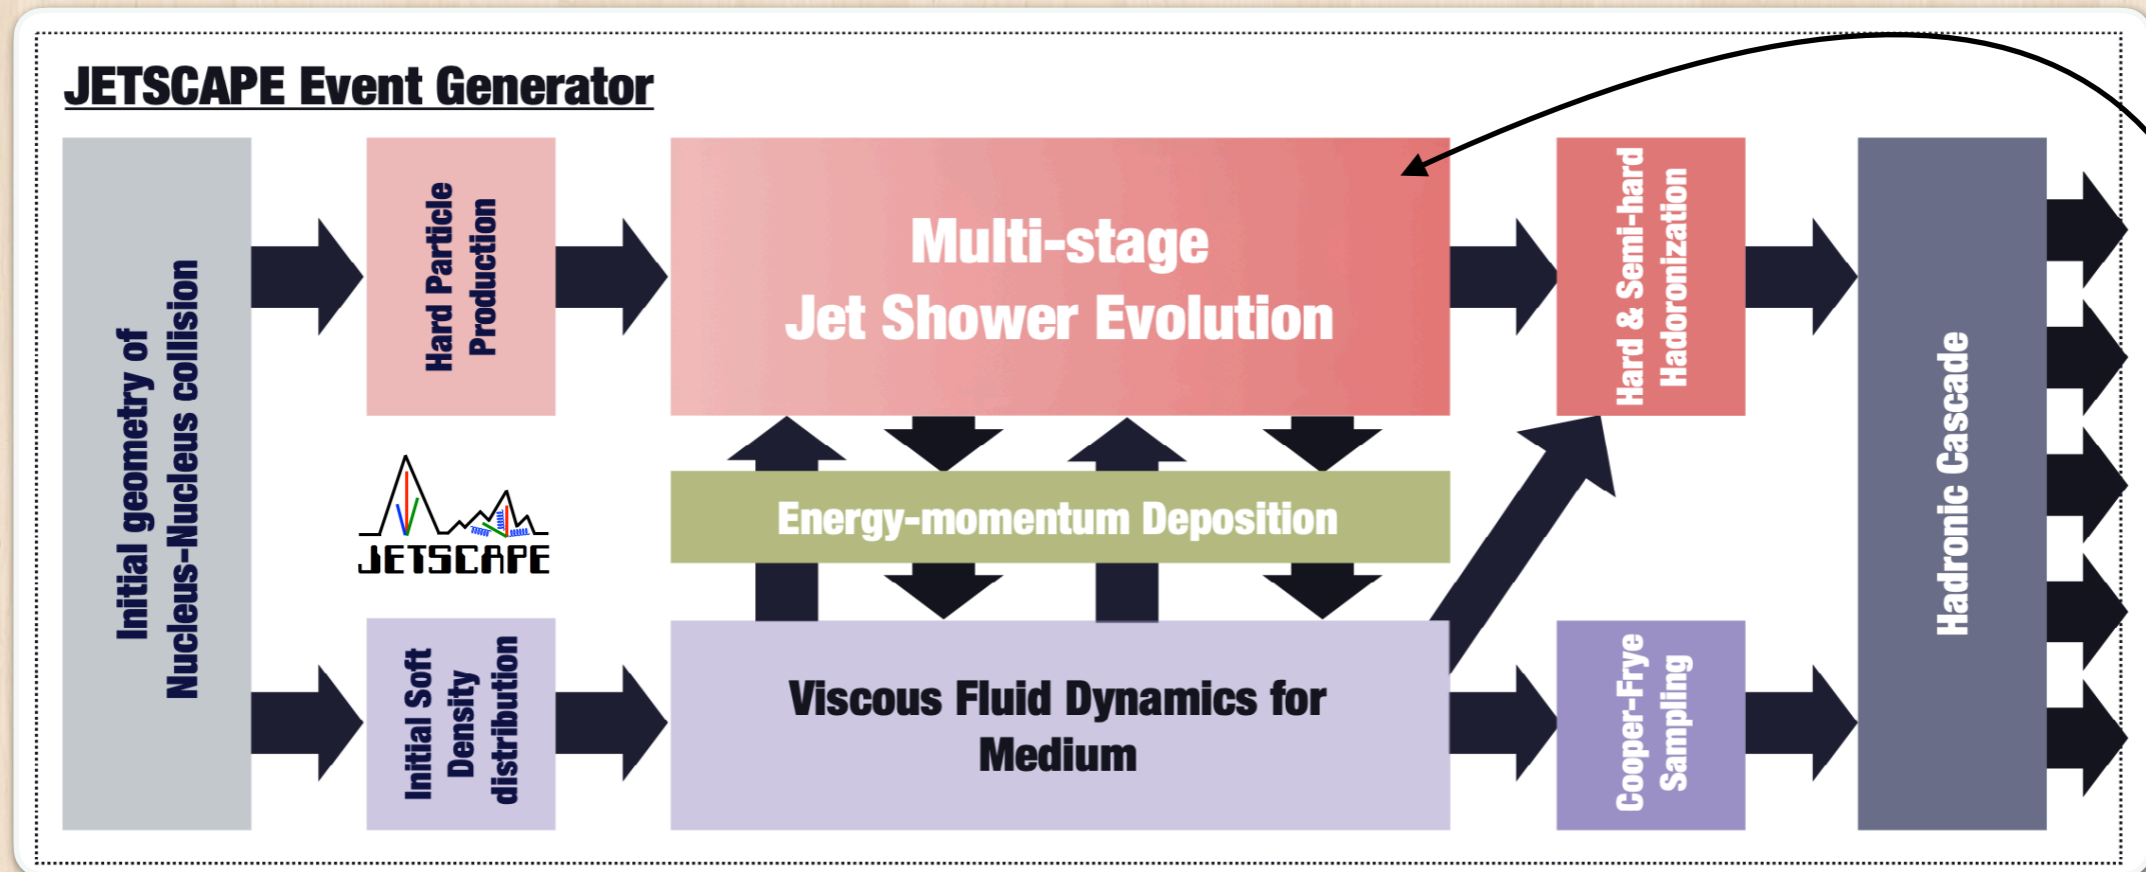 JETSCAPE Event Generator
Initial geometry of
Nucleus-Nucleus collision
Hard Particle
Production
Multi-stage
Jet Shower Evolution
Hard & Semi-hard
Hadoronization
Hadronic Cascade
JETSCAPE
Energy-momentum Deposition
Initial Soft
Density
distribution
Viscous Fluid Dynamics for
Medium
Cooper-Frye
Sampling